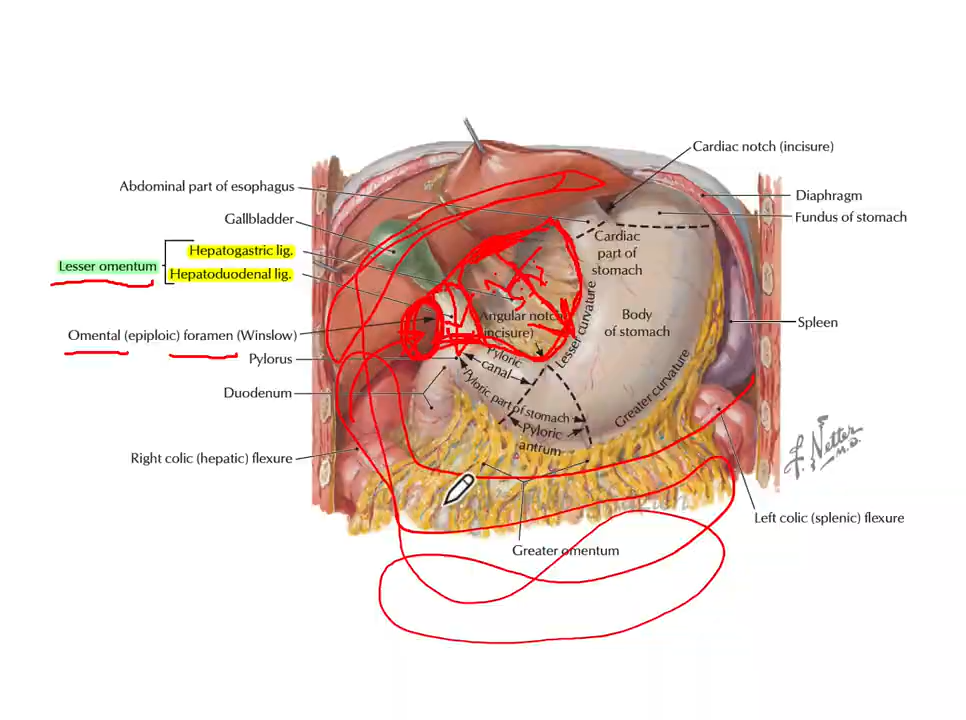 Cardiac notch (incisure)
Abdominal part of esophagus
Diaphragm
Gallbladder
Fundus of stomach
Cardiac
part of
stomach
Hepatogastric lig.
Lesser omentum
Hepatoduodenal lig.
Angular notch
(incisure)
Body
of stomach
Spleen
Omental (epiploic) foramen (Winslow)
Lesser curvature
Pylorus
Pyloric
canal
Duodenum
Pyloric part of stomach
Greater curvature
Pyloric
antrum
Right colic (hepatic) flexure
F. Netter
M.D.
Left colic (splenic) flexure
Greater omentum